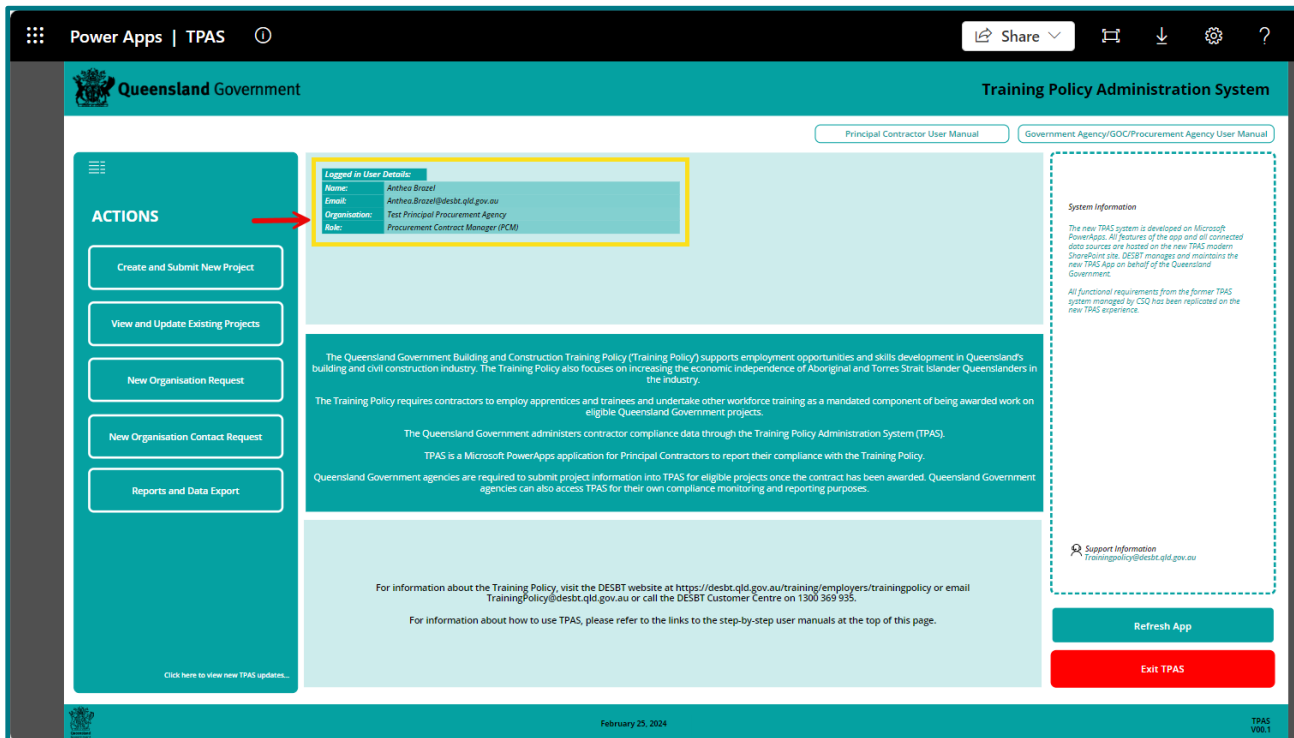 Power Apps | TPAS
Share
Queensland Government
Training Policy Administration System
Principal Contractor User Manual
Government Agency/GOC/Procurement Agency User Manual
ACTIONS
Create and Submit New Project
View and Update Existing Projects
New Organisation Request
New Organisation Contact Request
Reports and Data Export
Click here to view new TPAS updates...
Logged in User Details:
Name: Anthea Brazel
Email: Anthea.Brazel@desbt.qld.gov.au
Organisation: Test Principal Procurement Agency
Role: Procurement Contract Manager (PCM)
The Queensland Government Building and Construction Training Policy ('Training Policy') supports employment opportunities and skills development in Queensland's
building and civil construction industry. The Training Policy also focuses on increasing the economic independence of Aboriginal and Torres Strait Islander Queenslanders in
the industry.
The Training Policy requires contractors to employ apprentices and trainees and undertake other workforce training as a mandated component of being awarded work on
eligible Queensland Government projects.
The Queensland Government administers contractor compliance data through the Training Policy Administration System (TPAS).
TPAS is a Microsoft PowerApps application for Principal Contractors to report their compliance with the Training Policy.
Queensland Government agencies are required to submit project information into TPAS for eligible projects once the contract has been awarded. Queensland Government
agencies can also access TPAS for their own compliance monitoring and reporting purposes.
For information about the Training Policy, visit the DESBT website at https://desbt.qld.gov.au/training/employers/trainingpolicy or email
TrainingPolicy@desbt.qld.gov.au or call the DESBT Customer Centre on 1300 369 935.
For information about how to use TPAS, please refer to the links to the step-by-step user manuals at the top of this page.
System Information
The new TPAS system is developed on Microsoft
PowerApps. All features of the app and all connected
data sources are hosted on the new TPAS modern
SharePoint site. DESBT manages and maintains the
new TPAS App on behalf of the Queensland
Government.
All functional requirements from the former TPAS
system managed by CSQ has been replicated on the
new TPAS experience.
Support Information
Trainingpolicy@desbt.qld.gov.au
Refresh App
Exit TPAS
February 25, 2024
TPAS
V00.1